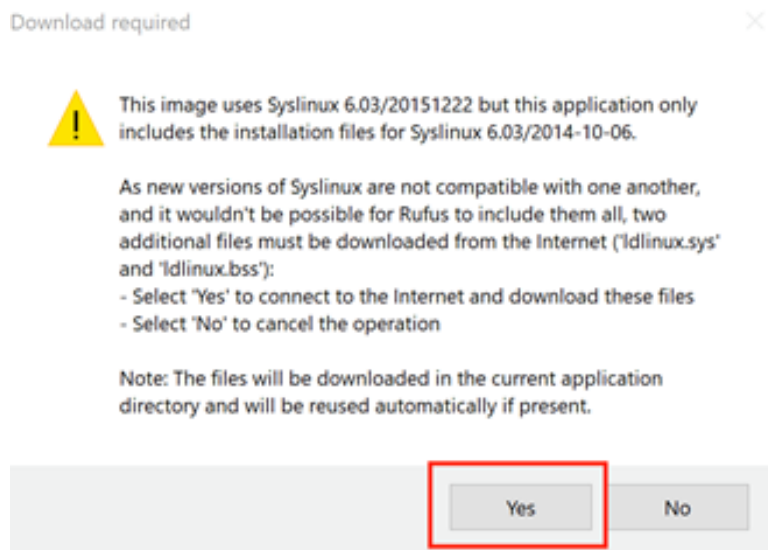 Download required
This image uses Syslinux 6.03/20151222 but this application only
includes the installation files for Syslinux 6.03/2014-10-06.
As new versions of Syslinux are not compatible with one another,
and it wouldn't be possible for Rufus to include them all, two
additional files must be downloaded from the Internet ('ldlinux.sys'
and 'ldlinux.bss'):
- Select 'Yes' to connect to the Internet and download these files
- Select 'No' to cancel the operation
Note: The files will be downloaded in the current application
directory and will be reused automatically if present.
Yes No